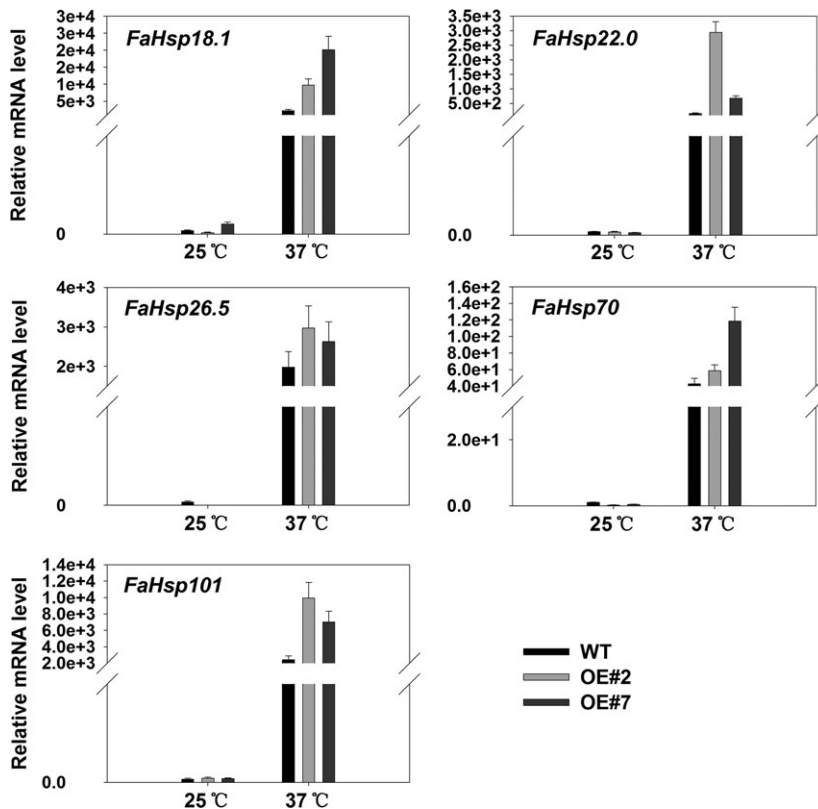 Relative mRNA level
FaHsp18.1
3e+4
2e+4
2e+4
1e+4
5e+3
0
25 ℃
37 ℃
FaHsp22.0
3.5e+3
3.0e+3
2.5e+3
2.0e+3
1.5e+3
1.0e+3
5.0e+2
0.0
25 ℃
37 ℃
Relative mRNA level
FaHsp26.5
4e+3
3e+3
2e+3
0
25 ℃
37 ℃
FaHsp70
1.6e+2
1.4e+2
1.2e+2
1.0e+2
8.0e+1
6.0e+1
4.0e+1
2.0e+1
0.0
25 ℃
37 ℃
Relative mRNA level
FaHsp101
1.4e+4
1.2e+4
1.0e+4
8.0e+3
6.0e+3
4.0e+3
2.0e+3
0.0
25 ℃
37 ℃
WT
OE#2
OE#7